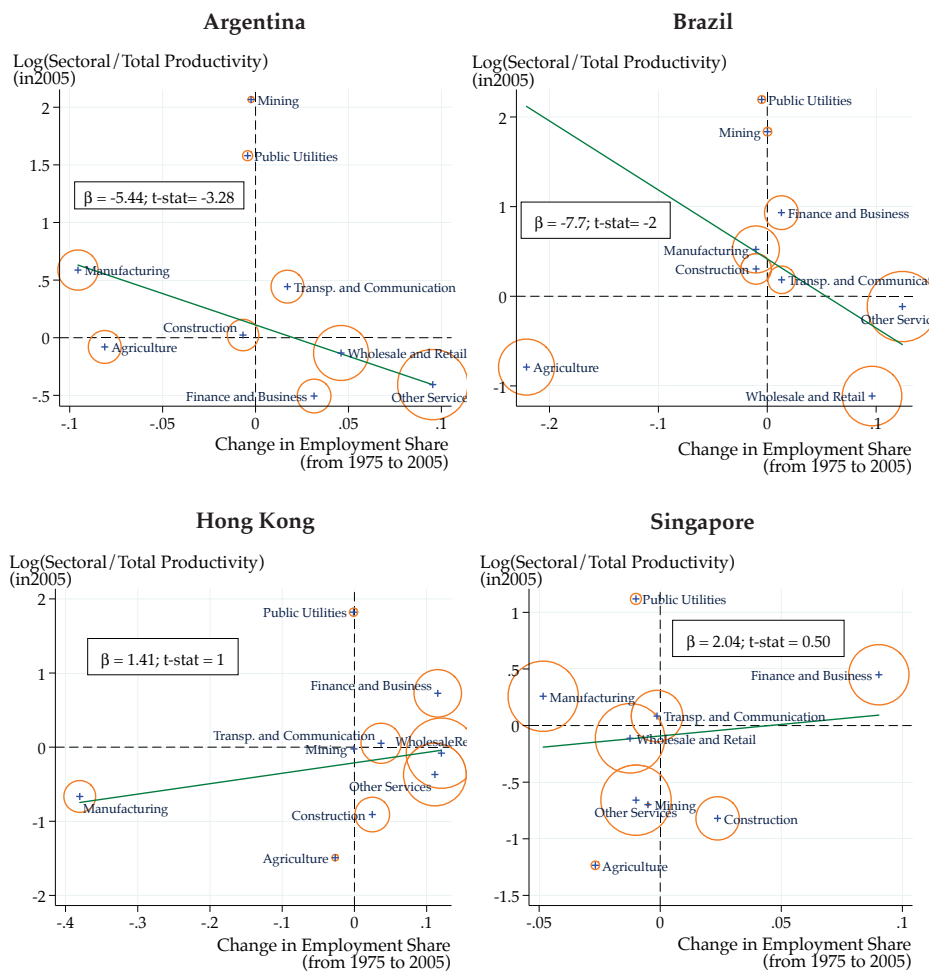 Argentina
Log(Sectoral/Total Productivity)
(in2005)
2
1.5
1
.5
0
-.5
Mining
Public Utilities
β = -5.44; t-stat= -3.28
Manufacturing
Transp. and Communication
Construction
Agriculture
Wholesale and Retail
Finance and Business
Other Service
-.1
-.05
0
.05
.1
Change in Employment Share
(from 1975 to 2005)
Brazil
Log(Sectoral/Total Productivity)
(in2005)
2
1
0
-1
Public Utilities
Mining
β = -7.7; t-stat= -2
Finance and Business
Manufacturing
Construction
Transp. and Communicat
Other Servic
Agriculture
Wholesale and Retail
-.2
-.1
0
.1
Change in Employment Share
(from 1975 to 2005)
Hong Kong
Log(Sectoral/Total Productivity)
(in2005)
2
1
0
-1
-2
Public Utilities
β = 1.41; t-stat = 1
Finance and Business
Transp. and Communication
WholesaleRe
Mining
Other Services
Manufacturing
Construction
Agriculture
-.4
-.3
-.2
-.1
0
.1
Change in Employment Share
(from 1975 to 2005)
Singapore
Log(Sectoral/Total Productivity)
(in2005)
1
.5
0
-.5
-1
-1.5
Public Utilities
β = 2.04; t-stat = 0.50
Finance and Business
Manufacturing
Transp. and Communication
Wholesale and Retail
Mining
Other Services
Construction
Agriculture
-.05
0
.05
.1
Change in Employment Share
(from 1975 to 2005)